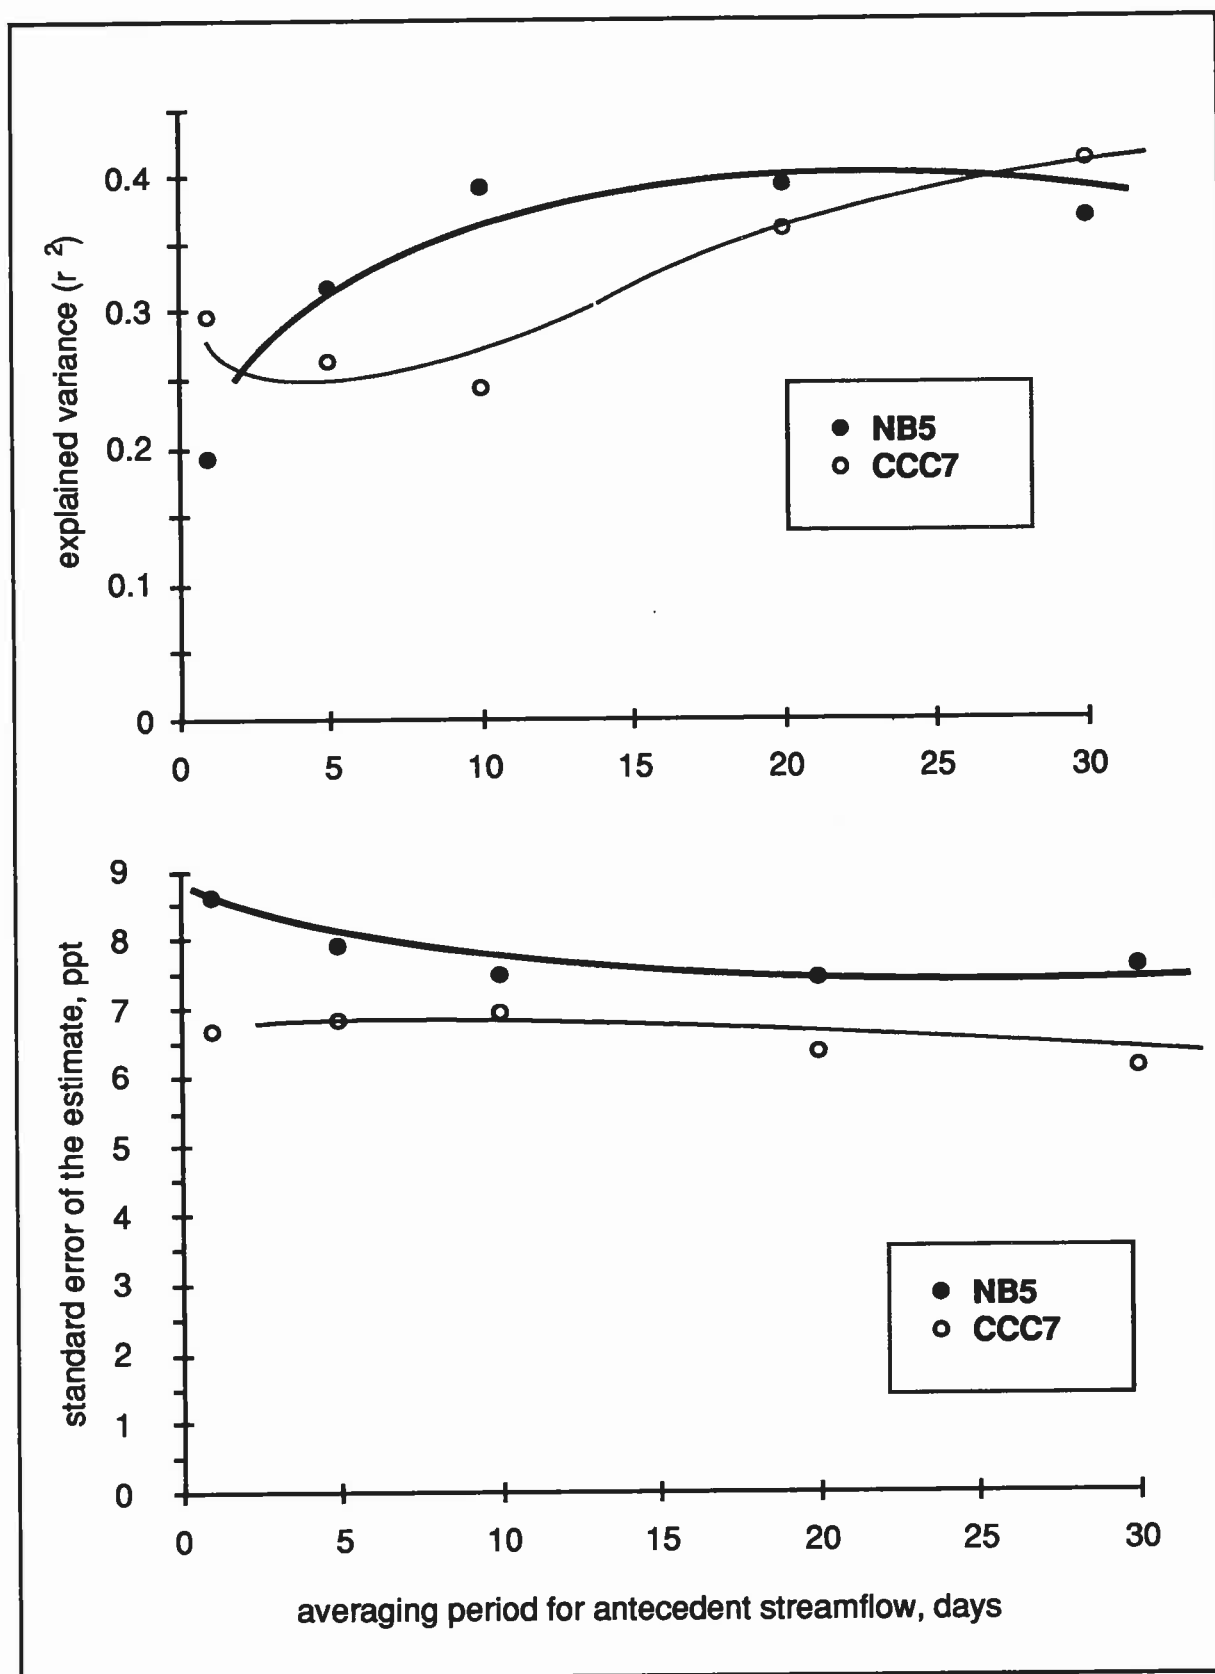 explained variance (r 2)
0.4
0.3
0.2
0.1
0
0 5 10 15 20 25 30
NB5
CCC7
standard error of the estimate, ppt
9
8
7
6
5
4
3
2
1
0
0 5 10 15 20 25 30
NB5
CCC7
averaging period for antecedent streamflow, days